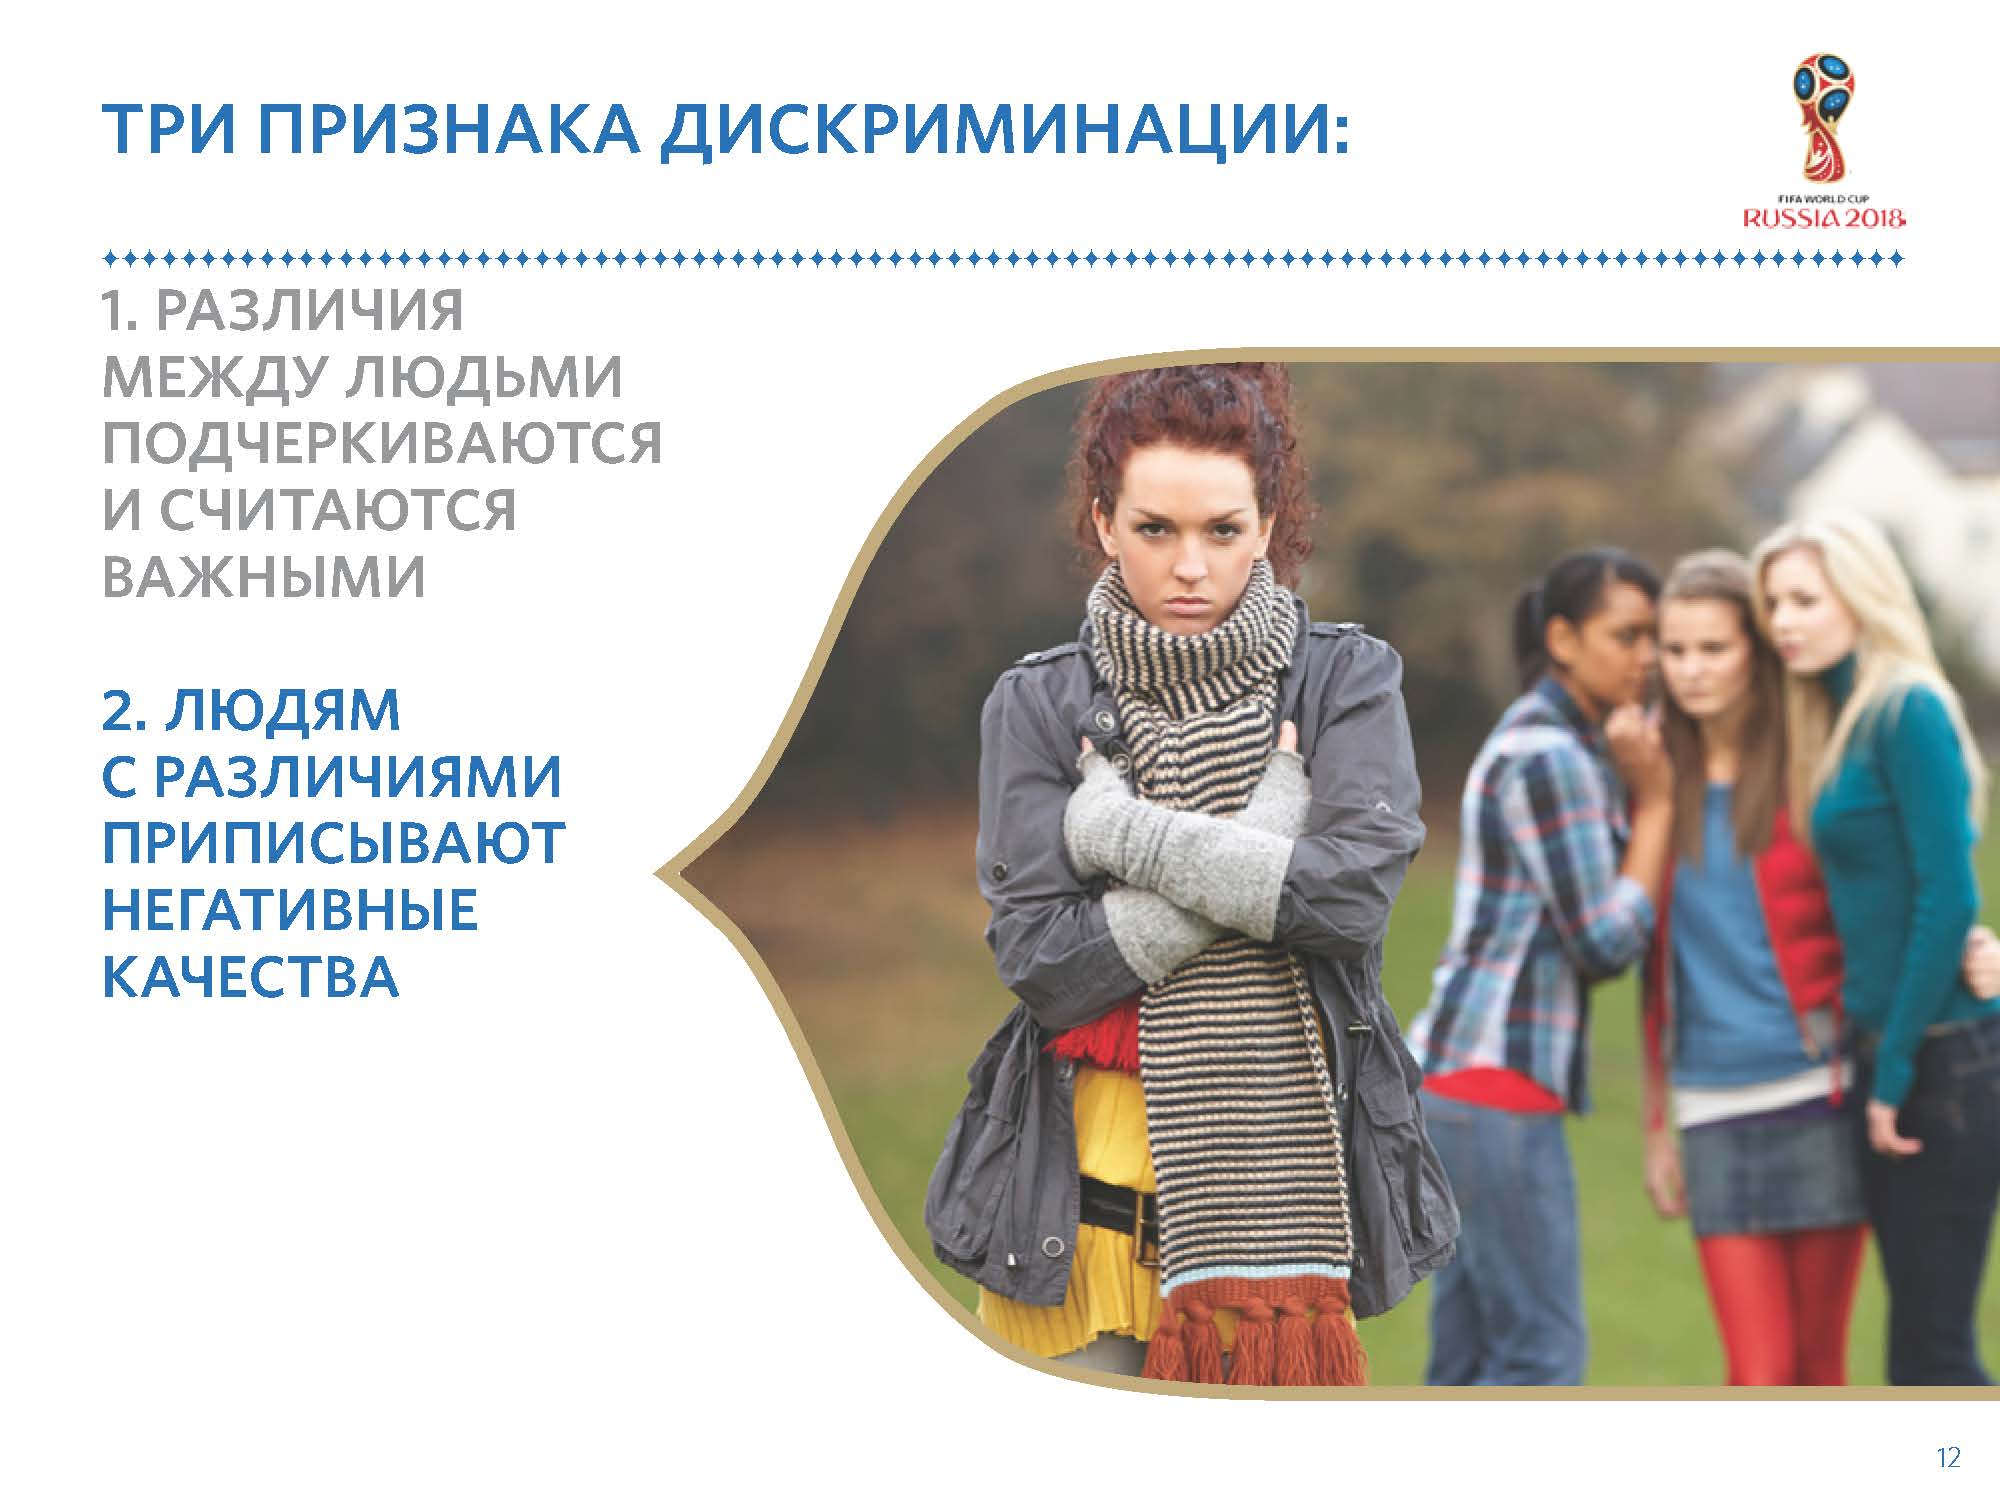 ТРИ ПРИЗНАКА ДИСКРИМИНАЦИИ:
FIFA WORLD CUP
RUSSIA 2018
1. РАЗЛИЧИЯ
МЕЖДУ ЛЮДЬМИ
ПОДЧЕРКИВАЮТСЯ
И СЧИТАЮТСЯ
ВАЖНЫМИ
2. ЛЮДЯМ
С РАЗЛИЧИЯМИ
ПРИПИСЫВАЮТ
НЕГАТИВНЫЕ
КАЧЕСТВА
12